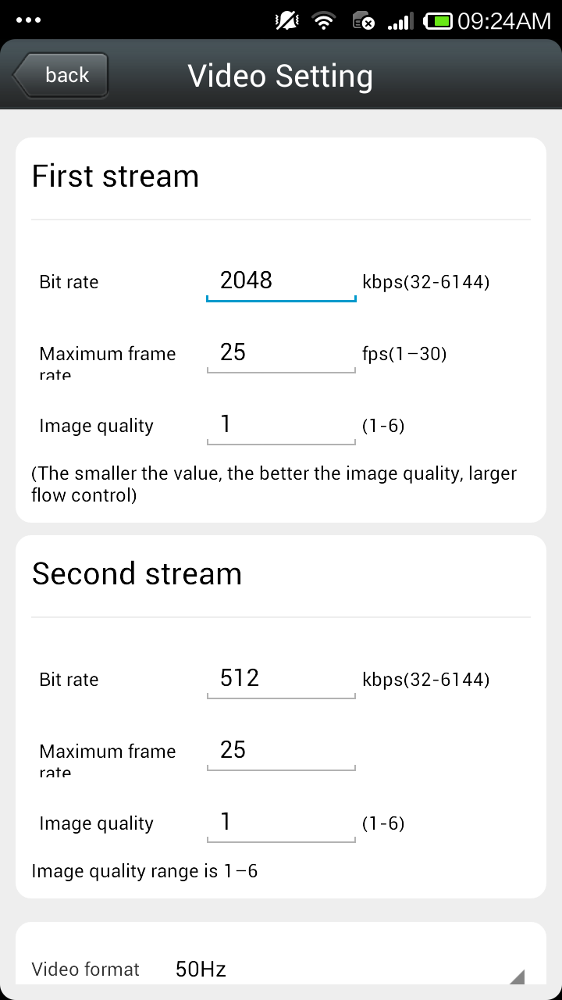 09:24AM
back
Video Setting
First stream
Bit rate 2048 kbps(32-6144)
Maximum frame 25 fps(1–30)
rate
Image quality 1 (1-6)
(The smaller the value, the better the image quality, larger
flow control)
Second stream
Bit rate 512 kbps(32-6144)
Maximum frame 25
rate
Image quality 1 (1-6)
Image quality range is 1–6
Video format 50Hz